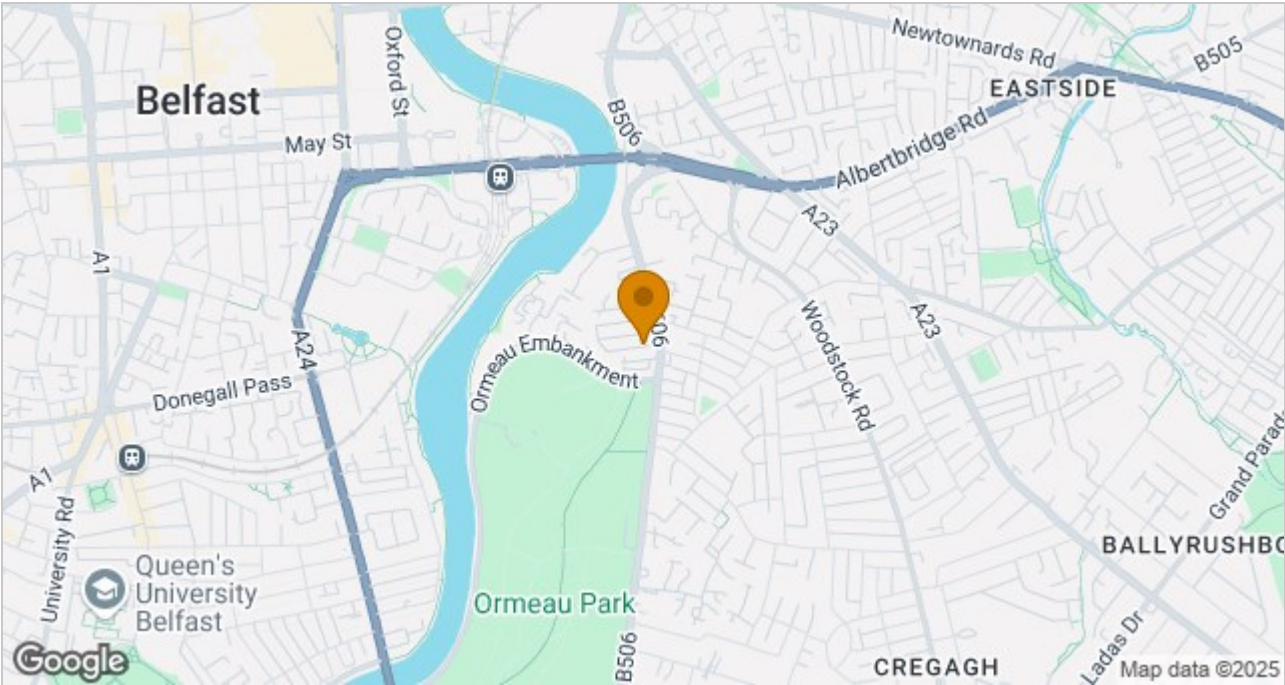 Belfast
Oxford St
May St
B506
Newtownards Rd
EASTSIDE
B505
Albertbridge Rd
A23
A1
A24
Donegall Pass
Ormeau Embankment
Woodstock Rd
A23
A1
University Rd
Queen's
University
Belfast
Ormeau Park
B506
CREGAGH
Grand Parad
BALLYRUSHBO
Ladas Dr
Google
Map data ©2025